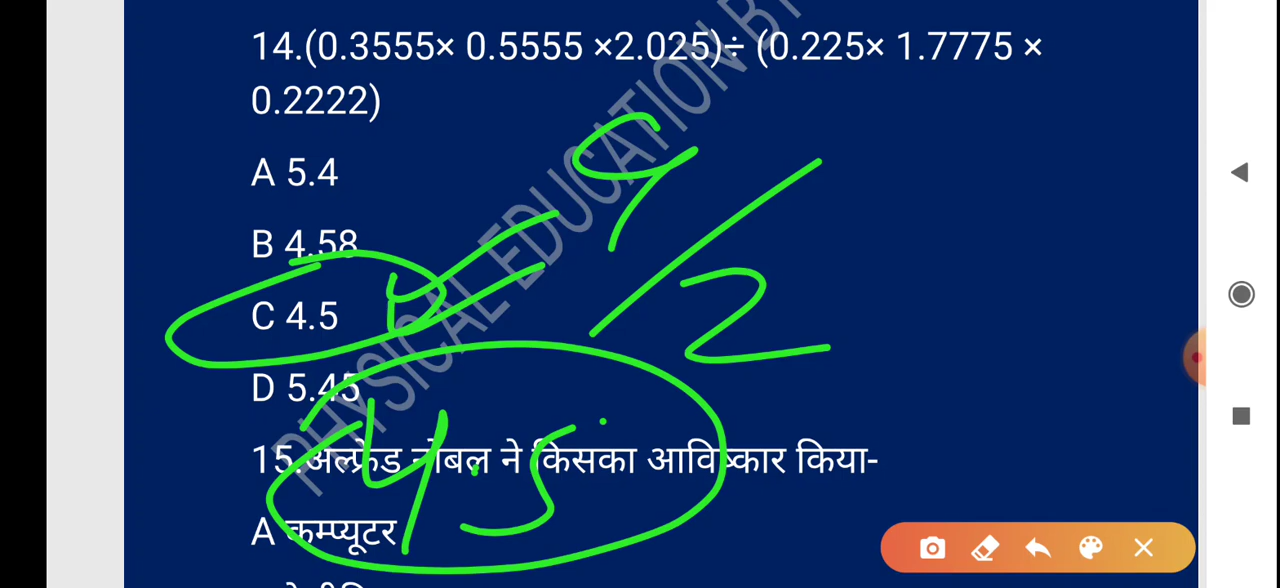 14.(0.3555× 0.5555 ×2.025)÷ (0.225× 1.7775 ×
0.2222)
A 5.4
B 4.58
C 4.5
D 5.45
9/2
4.5
15.अल्फ्रेड नोबल ने किसका आविष्कार किया-
A कम्प्यूटर
PHYSICAL EDUCATION BY